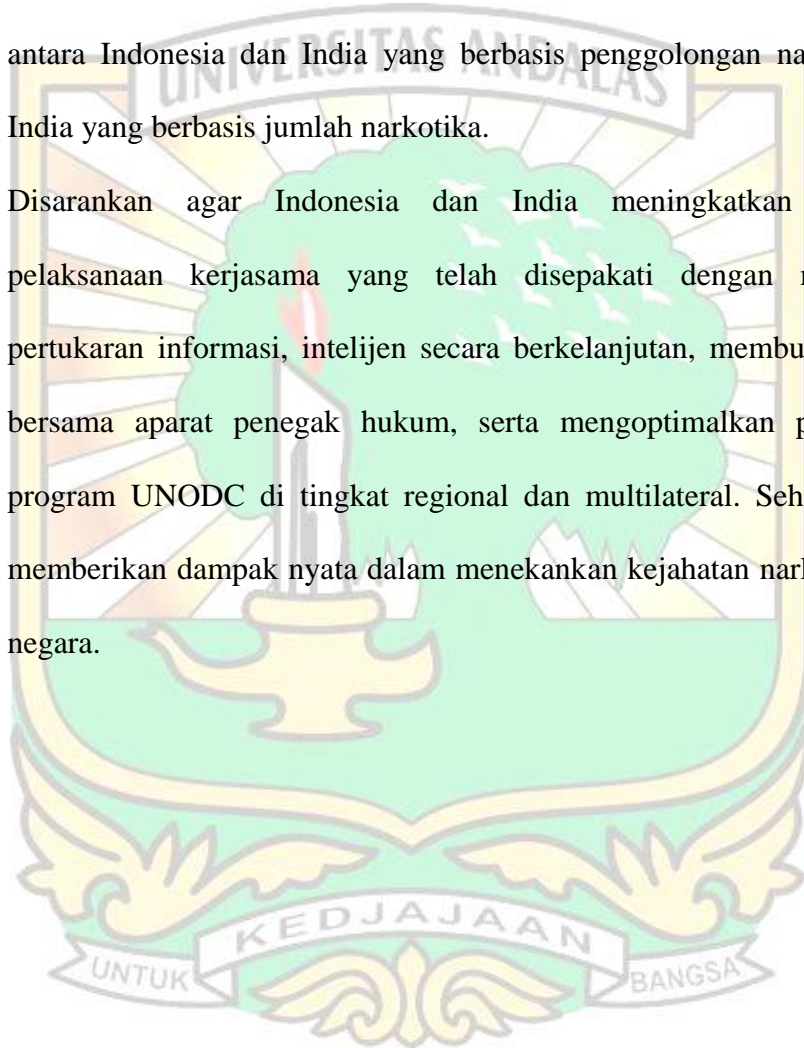 antara Indonesia dan India yang berbasis penggolongan na
UNIVERSITAS ANDALAS
India yang berbasis jumlah narkotika.
Disarankan agar Indonesia dan India meningkatkan
pelaksanaan kerjasama yang telah disepakati dengan
pertukaran informasi, intelijen secara berkelanjutan, membu
bersama aparat penegak hukum, serta mengoptimalkan p
program UNODC di tingkat regional dan multilateral. Seh
memberikan dampak nyata dalam menekankan kejahatan nar
negara.
KEDJAJAAN
UNTUK BANGSA